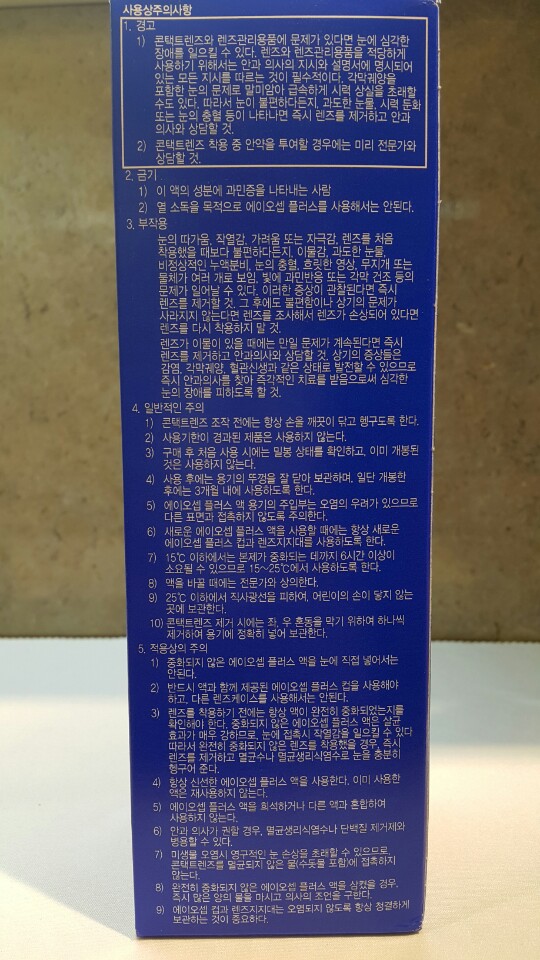 사용상주의사항
1. 경고
1) 콘택트렌즈와 렌즈관리용품에 문제가 있다면 눈에 심각한
장애를 일으킬 수 있다. 렌즈와 렌즈관리용품을 적당하게
사용하기 위해서는 안과 의사의 지시와 설명서에 명시되어
있는 모든 지시를 따르는 것이 필수적이다. 각막궤양을
포함한 눈의 문제로 말미암아 급속하게 시력 상실을 초래할
수도 있다. 따라서 눈이 불편하다든지, 과도한 눈물, 시력 둔화
또는 눈의 충혈 등이 나타나면 즉시 렌즈를 제거하고 안과
의사와 상담할 것.
2) 콘택트렌즈 착용 중 안약을 투여할 경우에는 미리 전문가와
상담할 것.
2. 금기
1) 이 액의 성분에 과민증을 나타내는 사람
2) 열 소독을 목적으로 에이오셉 플러스를 사용해서는 안된다.
3. 부작용
눈의 따가움, 작열감, 가려움 또는 자극감, 렌즈를 처음
착용했을 때보다 불편하다든지, 이물감, 과도한 눈물,
비정상적인 누액분비, 눈의 충혈, 흐릿한 영상, 무지개 또는
물체가 여러 개로 보임, 빛에 과민반응 또는 각막 건조 등의
문제가 일어날 수 있다. 이러한 증상이 관찰된다면 즉시
렌즈를 제거할 것. 그 후에도 불편함이나 상기의 문제가
사라지지 않는다면 렌즈를 조사해서 렌즈가 손상되어 있다면
렌즈를 다시 착용하지 말 것.
렌즈가 이물이 있을 때에는 만일 문제가 계속된다면 즉시
렌즈를 제거하고 안과의사와 상담할 것. 상기의 증상들은
감염, 각막궤양, 혈관신생과 같은 상태로 발전할 수 있으므로
즉시 안과의사를 찾아 즉각적인 치료를 받음으로써 심각한
눈의 장애를 피하도록 할 것.
4. 일반적인 주의
1) 콘택트렌즈 조작 전에는 항상 손을 깨끗이 닦고 헹구도록 한다.
2) 사용기한이 경과된 제품은 사용하지 않는다.
3) 구매 후 처음 사용 시에는 밀봉 상태를 확인하고, 이미 개봉된
것은 사용하지 않는다.
4) 사용 후에는 용기의 뚜껑을 잘 닫아 보관하며, 일단 개봉한
후에는 3개월 내에 사용하도록 한다.
5) 에이오셉 플러스 액 용기의 주입부는 오염의 우려가 있으므로
다른 표면과 접촉하지 않도록 주의한다.
6) 새로운 에이오셉 플러스 액을 사용할 때에는 항상 새로운
에이오셉 플러스 컵과 렌즈지지대를 사용하도록 한다.
7) 15℃ 이하에서는 본제가 중화되는 데까지 6시간 이상이
소요될 수 있으므로 15~25℃에서 사용하도록 한다.
8) 액을 바꿀 때에는 전문가와 상의한다.
9) 25℃ 이하에서 직사광선을 피하여, 어린이의 손이 닿지 않는
곳에 보관한다.
10) 콘택트렌즈 제거 시에는 좌, 우 혼동을 막기 위하여 하나씩
제거하여 용기에 정확히 넣어 보관한다.
5. 적용상의 주의
1) 중화되지 않은 에이오셉 플러스 액을 눈에 직접 넣어서는
안된다.
2) 반드시 액과 함께 제공된 에이오셉 플러스 컵을 사용해야
하고, 다른 렌즈케이스를 사용해서는 안된다.
3) 렌즈를 착용하기 전에는 항상 액이 완전히 중화되었는지를
확인해야 한다. 중화되지 않은 에이오셉 플러스 액은 살균
효과가 매우 강하므로, 눈에 접촉시 작열감을 일으킬 수 있다
따라서 완전히 중화되지 않은 렌즈를 착용했을 경우, 즉시
렌즈를 제거하고 멸균수나 멸균생리식염수로 눈을 충분히
헹구어 준다.
4) 항상 신선한 에이오셉 플러스 액을 사용한다. 이미 사용한
액은 재사용하지 않는다.
5) 에이오셉 플러스 액을 희석하거나 다른 액과 혼합하여
사용하지 않는다.
6) 안과 의사가 권할 경우, 멸균생리식염수나 단백질 제거제와
병용할 수 있다.
7) 미생물 오염시 영구적인 눈 손상을 초래할 수 있으므로,
콘택트렌즈를 멸균되지 않은 물(수돗물 포함)에 접촉하지
않는다.
8) 완전히 중화되지 않은 에이오셉 플러스 액을 삼켰을 경우,
즉시 많은 양의 물을 마시고 의사의 조언을 구한다.
9) 에이오셉 컵과 렌즈지지대는 오염되지 않도록 항상 청결하게
보관하는 것이 중요하다.